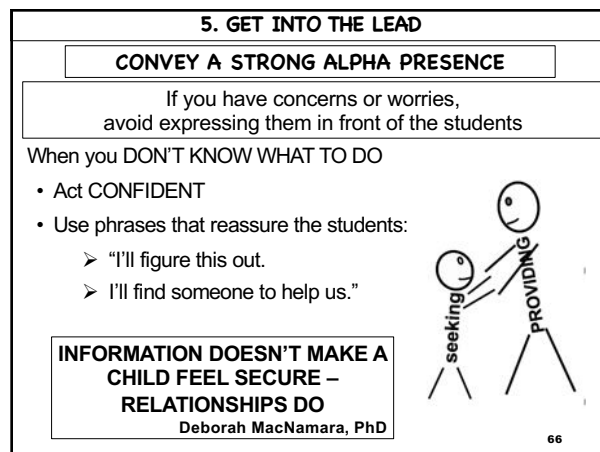 5. GET INTO THE LEAD
CONVEY A STRONG ALPHA PRESENCE
If you have concerns or worries,
avoid expressing them in front of the students
When you DON'T KNOW WHAT TO DO
• Act CONFIDENT
• Use phrases that reassure the students:
➢ "I'll figure this out.
➢ I'll find someone to help us."
seeking
PROVIDING
INFORMATION DOESN'T MAKE A
CHILD FEEL SECURE –
RELATIONSHIPS DO
Deborah MacNamara, PhD
66